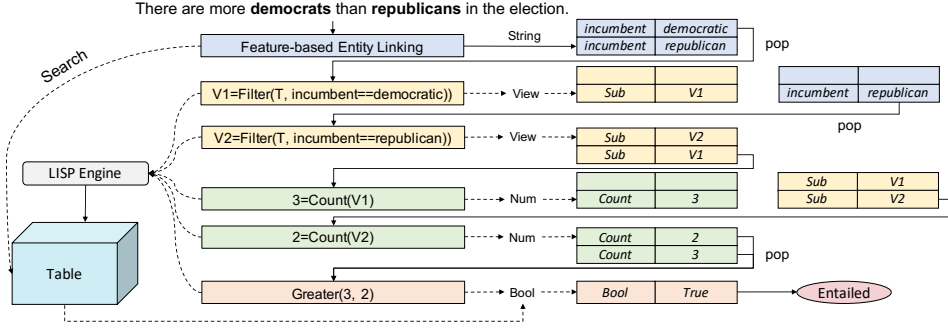 There are more democrats than republicans in the election.
Feature-based Entity Linking
String
incumbent democratic
incumbent republican
pop
Search
V1=Filter(T, incumbent==democratic))
View
Sub V1
incumbent republican
pop
V2=Filter(T, incumbent==republican))
View
Sub V2
Sub V1
LISP Engine
3=Count(V1)
Num
Count 3
Sub V1
Sub V2
2=Count(V2)
Num
Count 2
Count 3
pop
Table
Greater(3, 2)
Bool
Bool True
Entailed